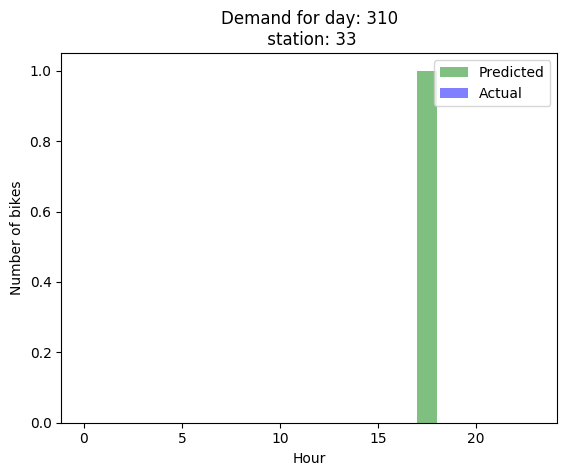 Demand for day: 310
station: 33
Predicted
Actual
1.0
0.8
0.6
0.4
0.2
0.0
Number of bikes
0 5 10 15 20
Hour